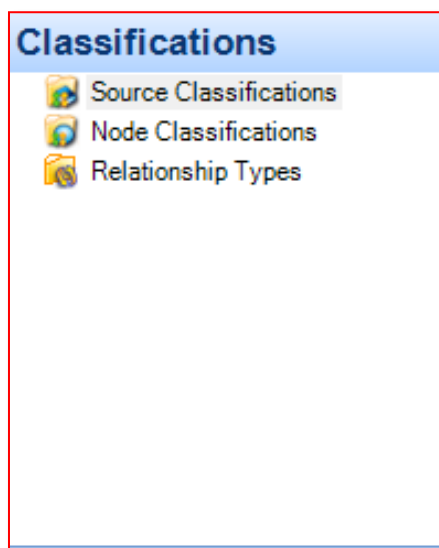 Classifications
Source Classifications
Node Classifications
Relationship Types